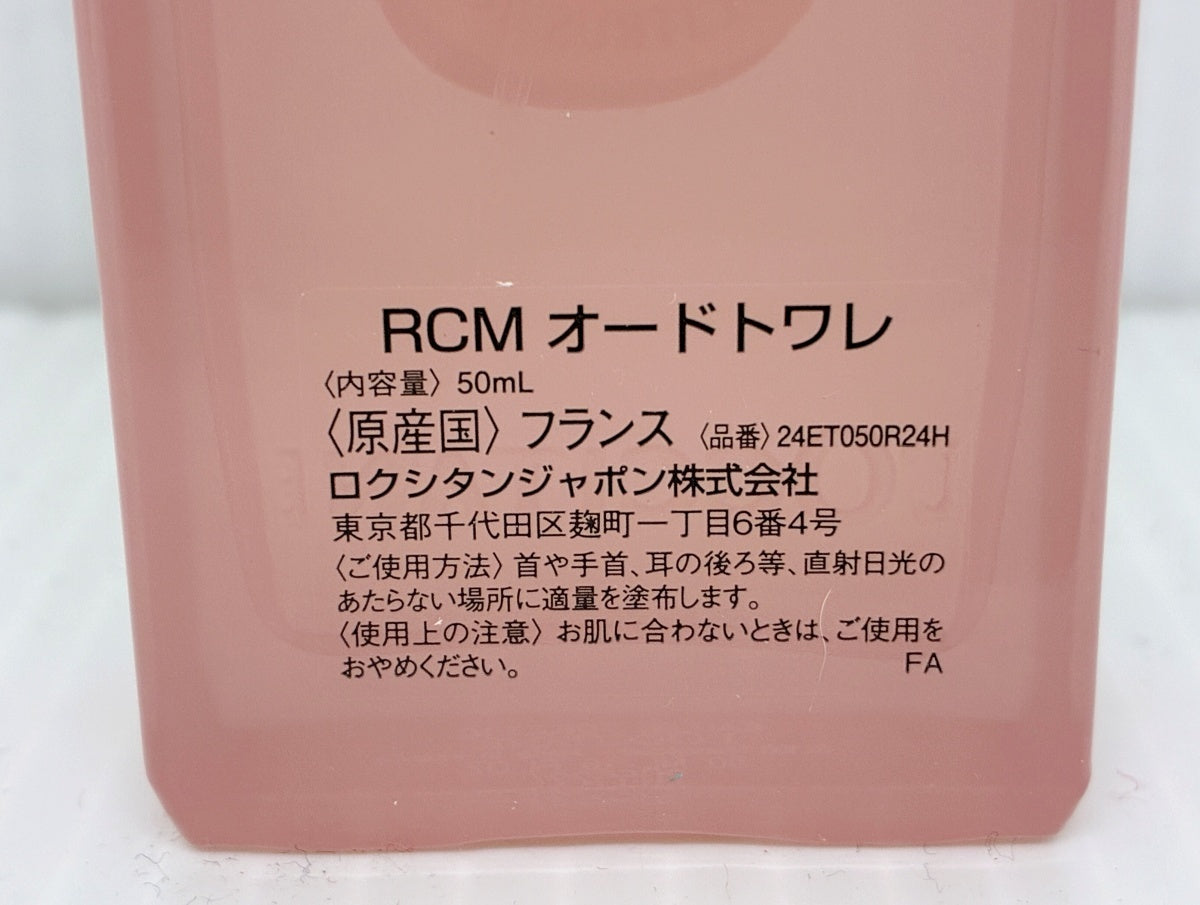 RCM オードトワレ
〈内容量〉 50mL
〈原産国〉 フランス 〈品番〉 24ET050R24H
ロクシタンジャポン株式会社
東京都千代田区麹町一丁目6番4号
〈ご使用方法〉 首や手首、耳の後ろ等、直射日光の
あたらない場所に適量を塗布します。
〈使用上の注意〉 お肌に合わないときは、ご使用を
おやめください。 FA